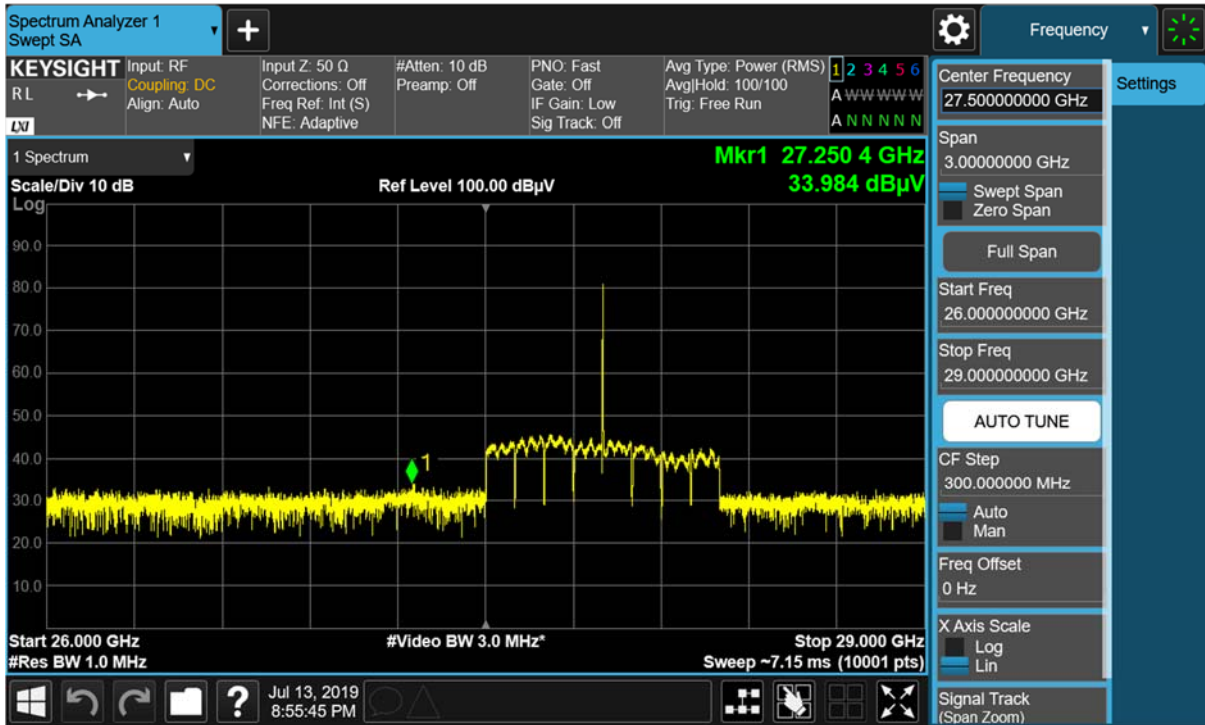 Spectrum Analyzer 1
Swept SA
+
Frequency
KEYSIGHT
RL
LXI
Input: RF
Coupling: DC
Align: Auto
Input Z: 50 Ω
Corrections: Off
Freq Ref: Int (S)
NFE: Adaptive
#Atten: 10 dB
Preamp: Off
PNO: Fast
Gate: Off
IF Gain: Low
Sig Track: Off
Avg Type: Power (RMS)
Avg|Hold: 100/100
Trig: Free Run
1 2 3 4 5 6
A W W W W W
A N N N N N
1 Spectrum
Scale/Div 10 dB
Ref Level 100.00 dBµV
Mkr1 27.250 4 GHz
33.984 dBµV
Log
90.0
80.0
70.0
60.0
50.0
40.0
30.0
20.0
10.0
1
Start 26.000 GHz
#Res BW 1.0 MHz
#Video BW 3.0 MHz*
Stop 29.000 GHz
Sweep ~7.15 ms (10001 pts)
?
Jul 13, 2019
8:55:45 PM
Center Frequency
27.500000000 GHz
Span
3.00000000 GHz
Swept Span
Zero Span
Full Span
Start Freq
26.000000000 GHz
Stop Freq
29.000000000 GHz
AUTO TUNE
CF Step
300.000000 MHz
Auto
Man
Freq Offset
0 Hz
X Axis Scale
Log
Lin
Signal Track
(Span Zoom)
Settings